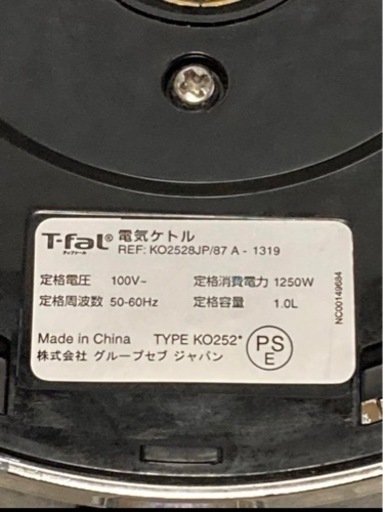 T-fal® 電気ケトル
ティファール REF: KO2528JP/87 A - 1319
定格電圧 100V~ 定格消費電力 1250W
定格周波数 50-60Hz 定格容量 1.0L
Made in China TYPE KO252*
株式会社 グループセブ ジャパン
PS
E
NC00149684